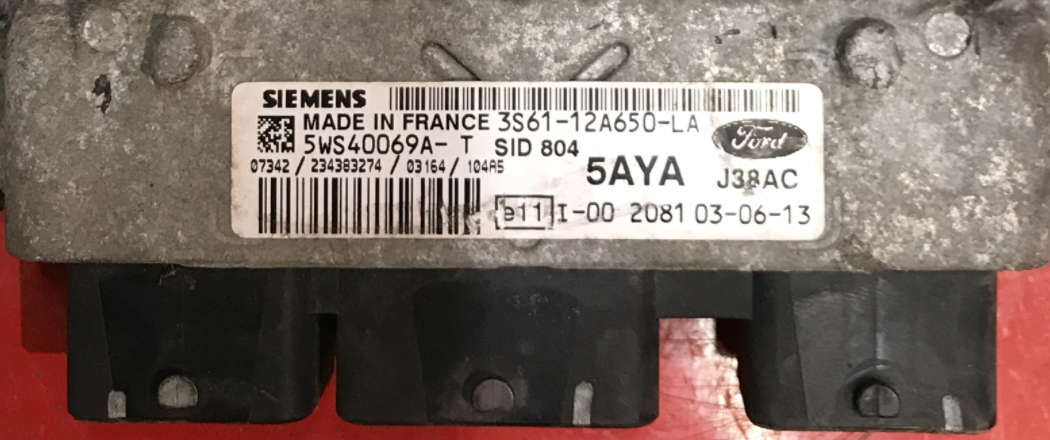 SIEMENS
MADE IN FRANCE 3S61-12A650-LA
Ford
5WS40069A- T SID 804
07342 / 234383274 / 03164 / 104A5
5AYA J38AC
e11 I-00 2081 03-06-13